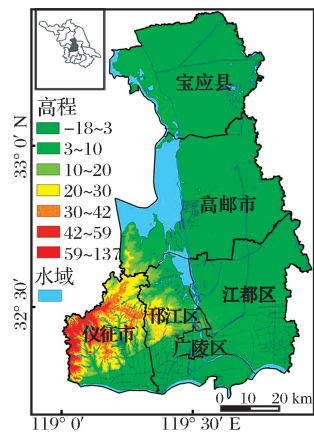 宝应县
高程
-18~3
3~10
10~20
20~30
30~42
42~59
59~137
水域
高邮市
江都区
邗江区
仪征市
广陵区
33°0′ N
32°30′
119°0′
119°30′ E
0 10 20 km